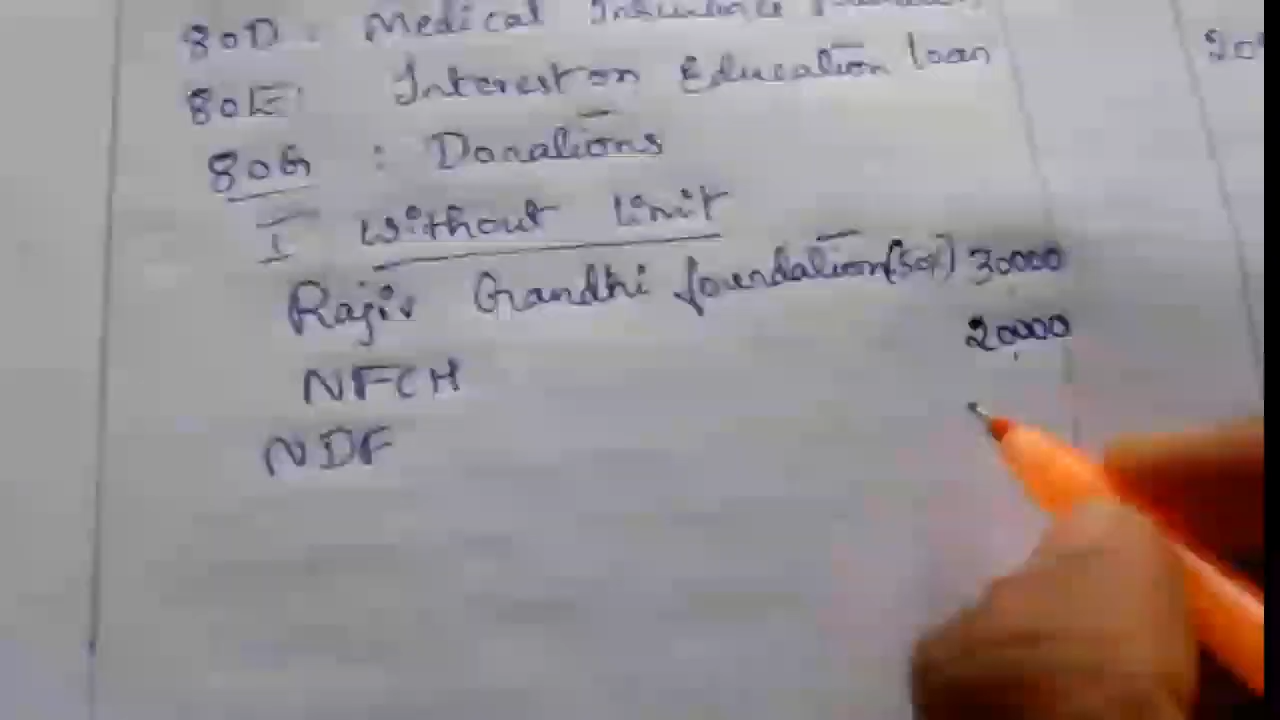 80D : Medical Insurance
80E : Interest on Education loan
80G : Donations
I Without limit
Rajiv Gandhi foundation (50%) 30000
NFCH 20000
NDF